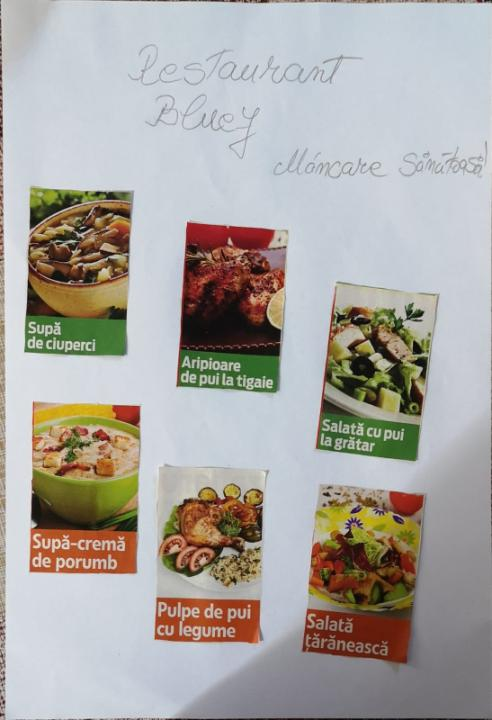 Restaurant
Bluey
Mâncare Sănătoasă!
Supă
de ciuperci
Aripioare
de pui la tigaie
Salată cu pui
la grătar
Supă-cremă
de porumb
Pulpe de pui
cu legume
Salată
țărănească